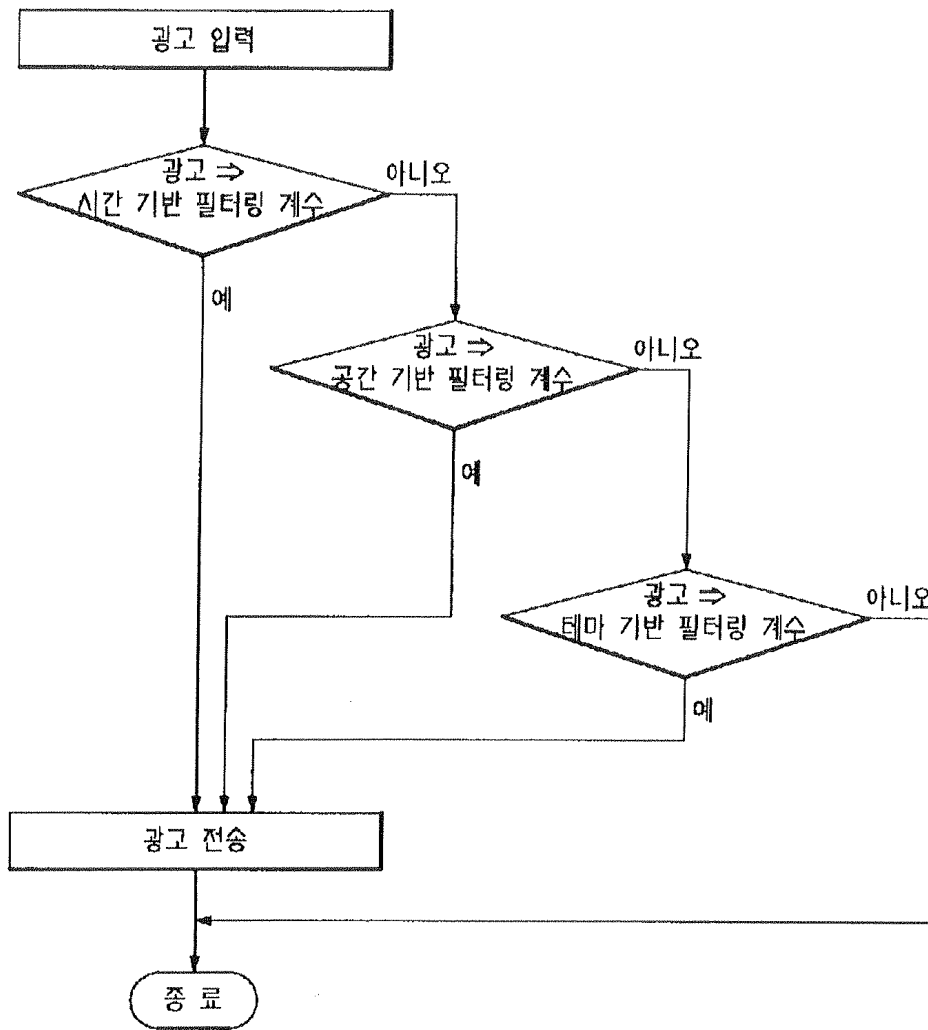 광고 입력
광고 ⇒
시간 기반 필터링 계수
아니오
예
광고 ⇒
공간 기반 필터링 계수
아니오
예
광고 ⇒
테마 기반 필터링 계수
아니오
예
광고 전송
종 료